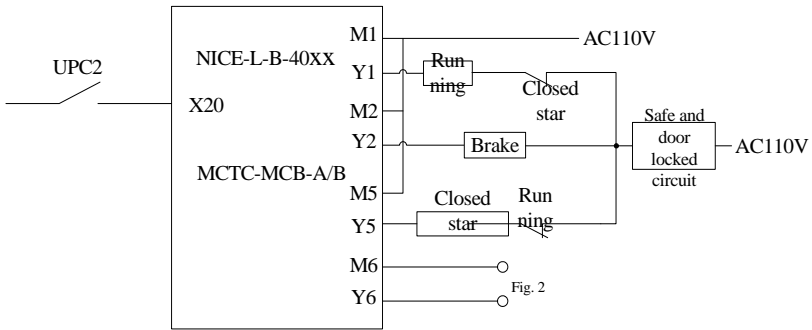 M1
AC110V
NICE-L-B-40XX
UPC2
Y1
Run
ning
Closed
star
X20
M2
Safe and
door
locked
circuit
Y2
Brake
AC110V
MCTC-MCB-A/B
M5
Closed
star
Run
ning
Y5
M6
Fig. 2
Y6